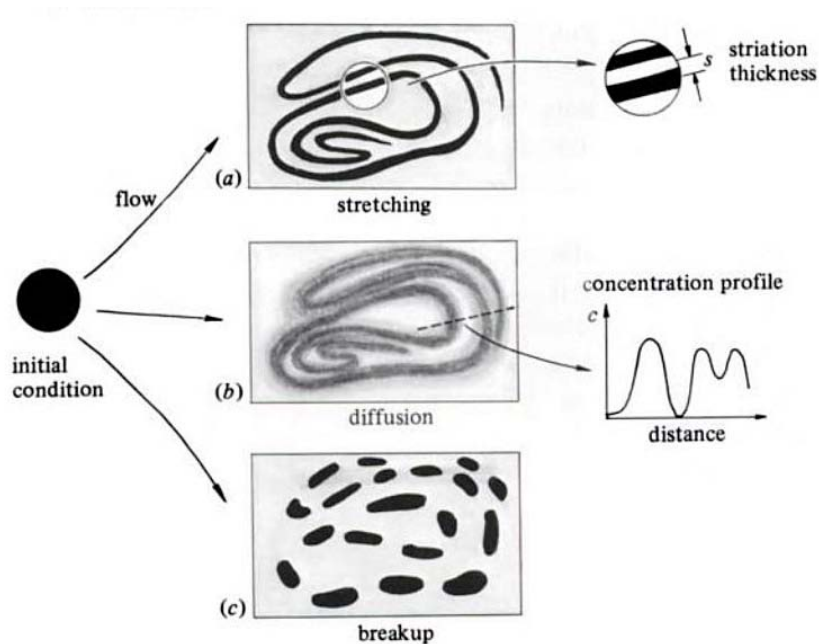 s
striation
thickness
(a)
flow
stretching
concentration profile
c
initial
condition
(b)
diffusion
distance
(c)
breakup